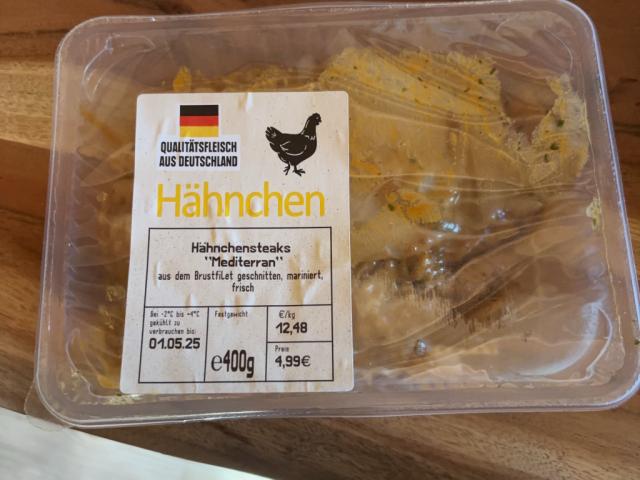 QUALITÄTSFLEISCH
AUS DEUTSCHLAND
Hähnchen
Hähnchensteaks
"Mediterran"
aus dem Brustfilet geschnitten, mariniert,
frisch
Bei -2°C bis +4°C
gekühlt zu
verbrauchen bis:
01.05.25
Festgewicht
e400g
€/kg
12,48
Preis
4,99€